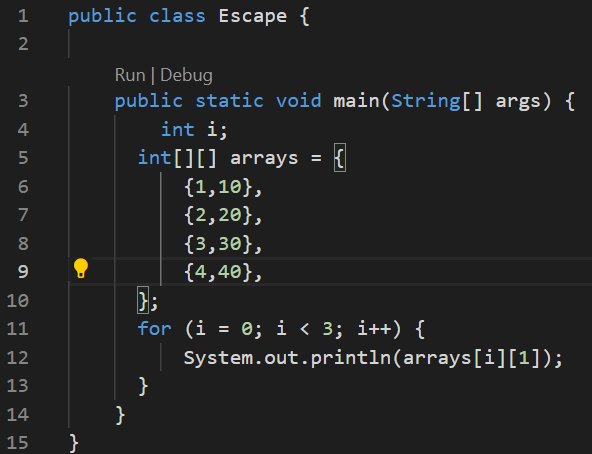 1 public class Escape {
2
Run | Debug
3 public static void main(String[] args) {
4 int i;
5 int[][] arrays = {
6 {1,10},
7 {2,20},
8 {3,30},
9 {4,40},
10 };
11 for (i = 0; i < 3; i++) {
12 System.out.println(arrays[i][1]);
13 }
14 }
15 }